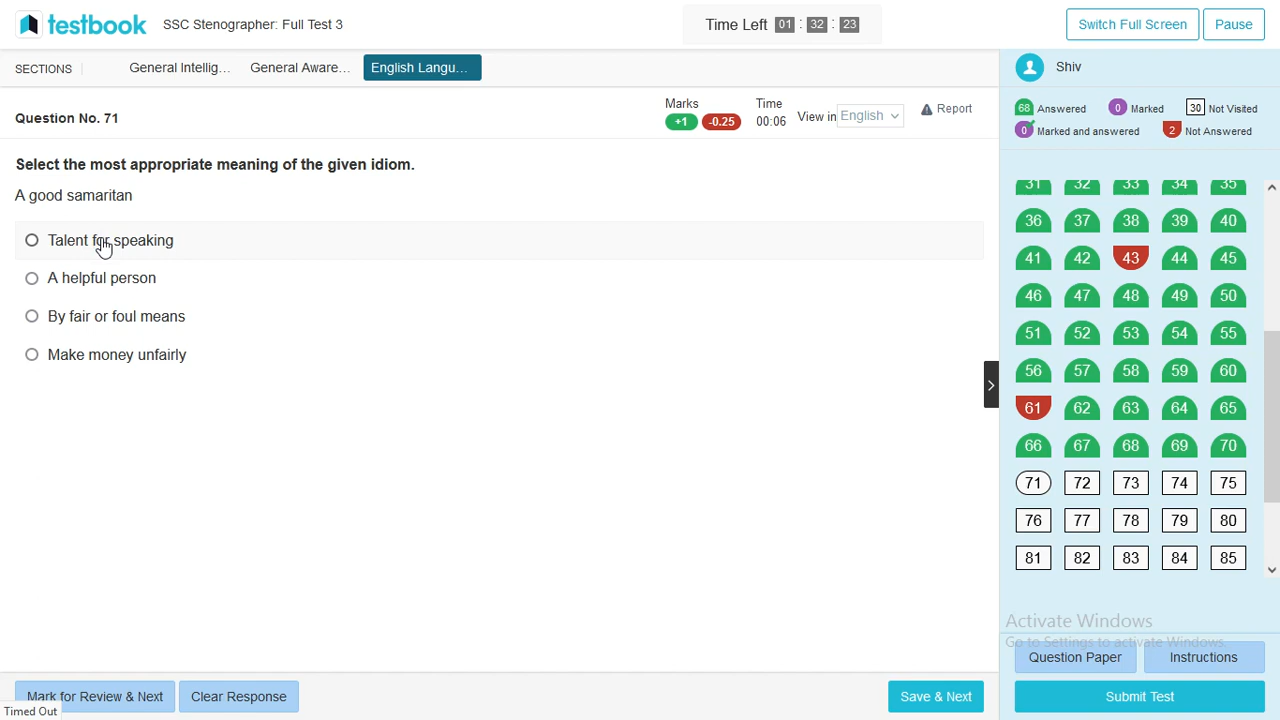 testbook SSC Stenographer: Full Test 3 Time Left 01 : 32 : 23 Switch Full Screen Pause
SECTIONS General Intellig... General Aware... English Langu... Shiv
Question No. 71 Marks +1 -0.25 Time 00:06 View in English Report
68 Answered 0 Marked 30 Not Visited
0 Marked and answered 2 Not Answered
Select the most appropriate meaning of the given idiom.
A good samaritan
Talent for speaking
A helpful person
By fair or foul means
Make money unfairly
31 32 33 34 35
36 37 38 39 40
41 42 43 44 45
46 47 48 49 50
51 52 53 54 55
56 57 58 59 60
61 62 63 64 65
66 67 68 69 70
71 72 73 74 75
76 77 78 79 80
81 82 83 84 85
Activate Windows
Go to Settings to activate Windows.
Question Paper Instructions
Mark for Review & Next Clear Response Save & Next Submit Test
Timed Out